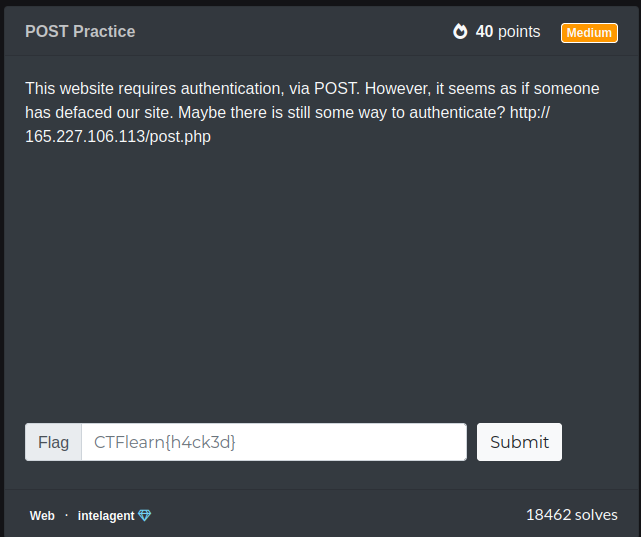 POST Practice 40 points Medium
This website requires authentication, via POST. However, it seems as if someone
has defaced our site. Maybe there is still some way to authenticate? http://
165.227.106.113/post.php
Flag CTFlearn{h4ck3d} Submit
Web · intelagent 18462 solves